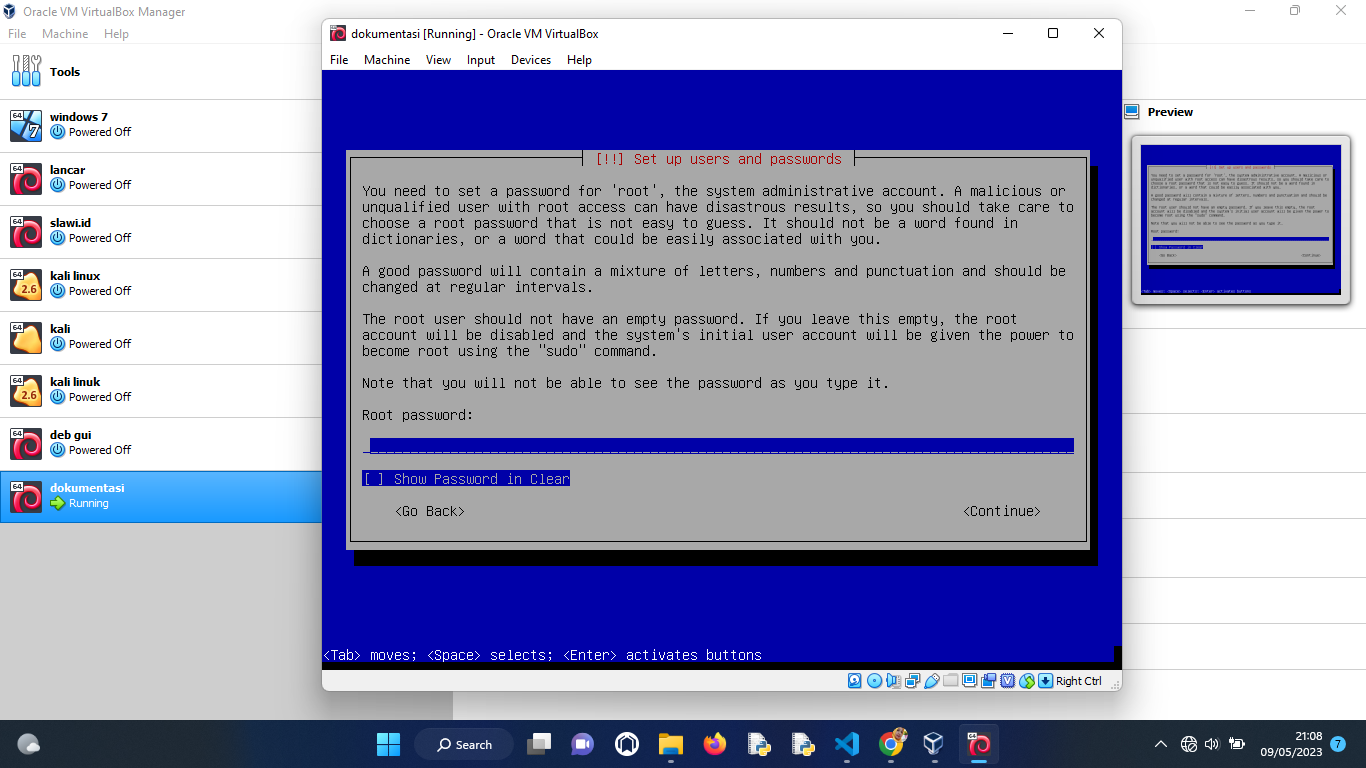 Oracle VM VirtualBox Manager
File Machine Help
Tools
64
7
windows 7
Powered Off
64
lancar
Powered Off
64
slawi.id
Powered Off
64
2.6
kali linux
Powered Off
64
kali
Powered Off
64
2.6
kali linuk
Powered Off
64
deb gui
Powered Off
64
dokumentasi
Running
dokumentasi [Running] - Oracle VM VirtualBox
File Machine View Input Devices Help
[!!] Set up users and passwords
You need to set a password for 'root', the system administrative account. A malicious or
unqualified user with root access can have disastrous results, so you should take care to
choose a root password that is not easy to guess. It should not be a word found in
dictionaries, or a word that could be easily associated with you.
A good password will contain a mixture of letters, numbers and punctuation and should be
changed at regular intervals.
The root user should not have an empty password. If you leave this empty, the root
account will be disabled and the system's initial user account will be given the power to
become root using the "sudo" command.
Note that you will not be able to see the password as you type it.
Root password:
[ ] Show Password in Clear
<Go Back> <Continue>
<Tab> moves; <Space> selects; <Enter> activates buttons
Right Ctrl
Preview
Search
64
21:08
09/05/2023
7